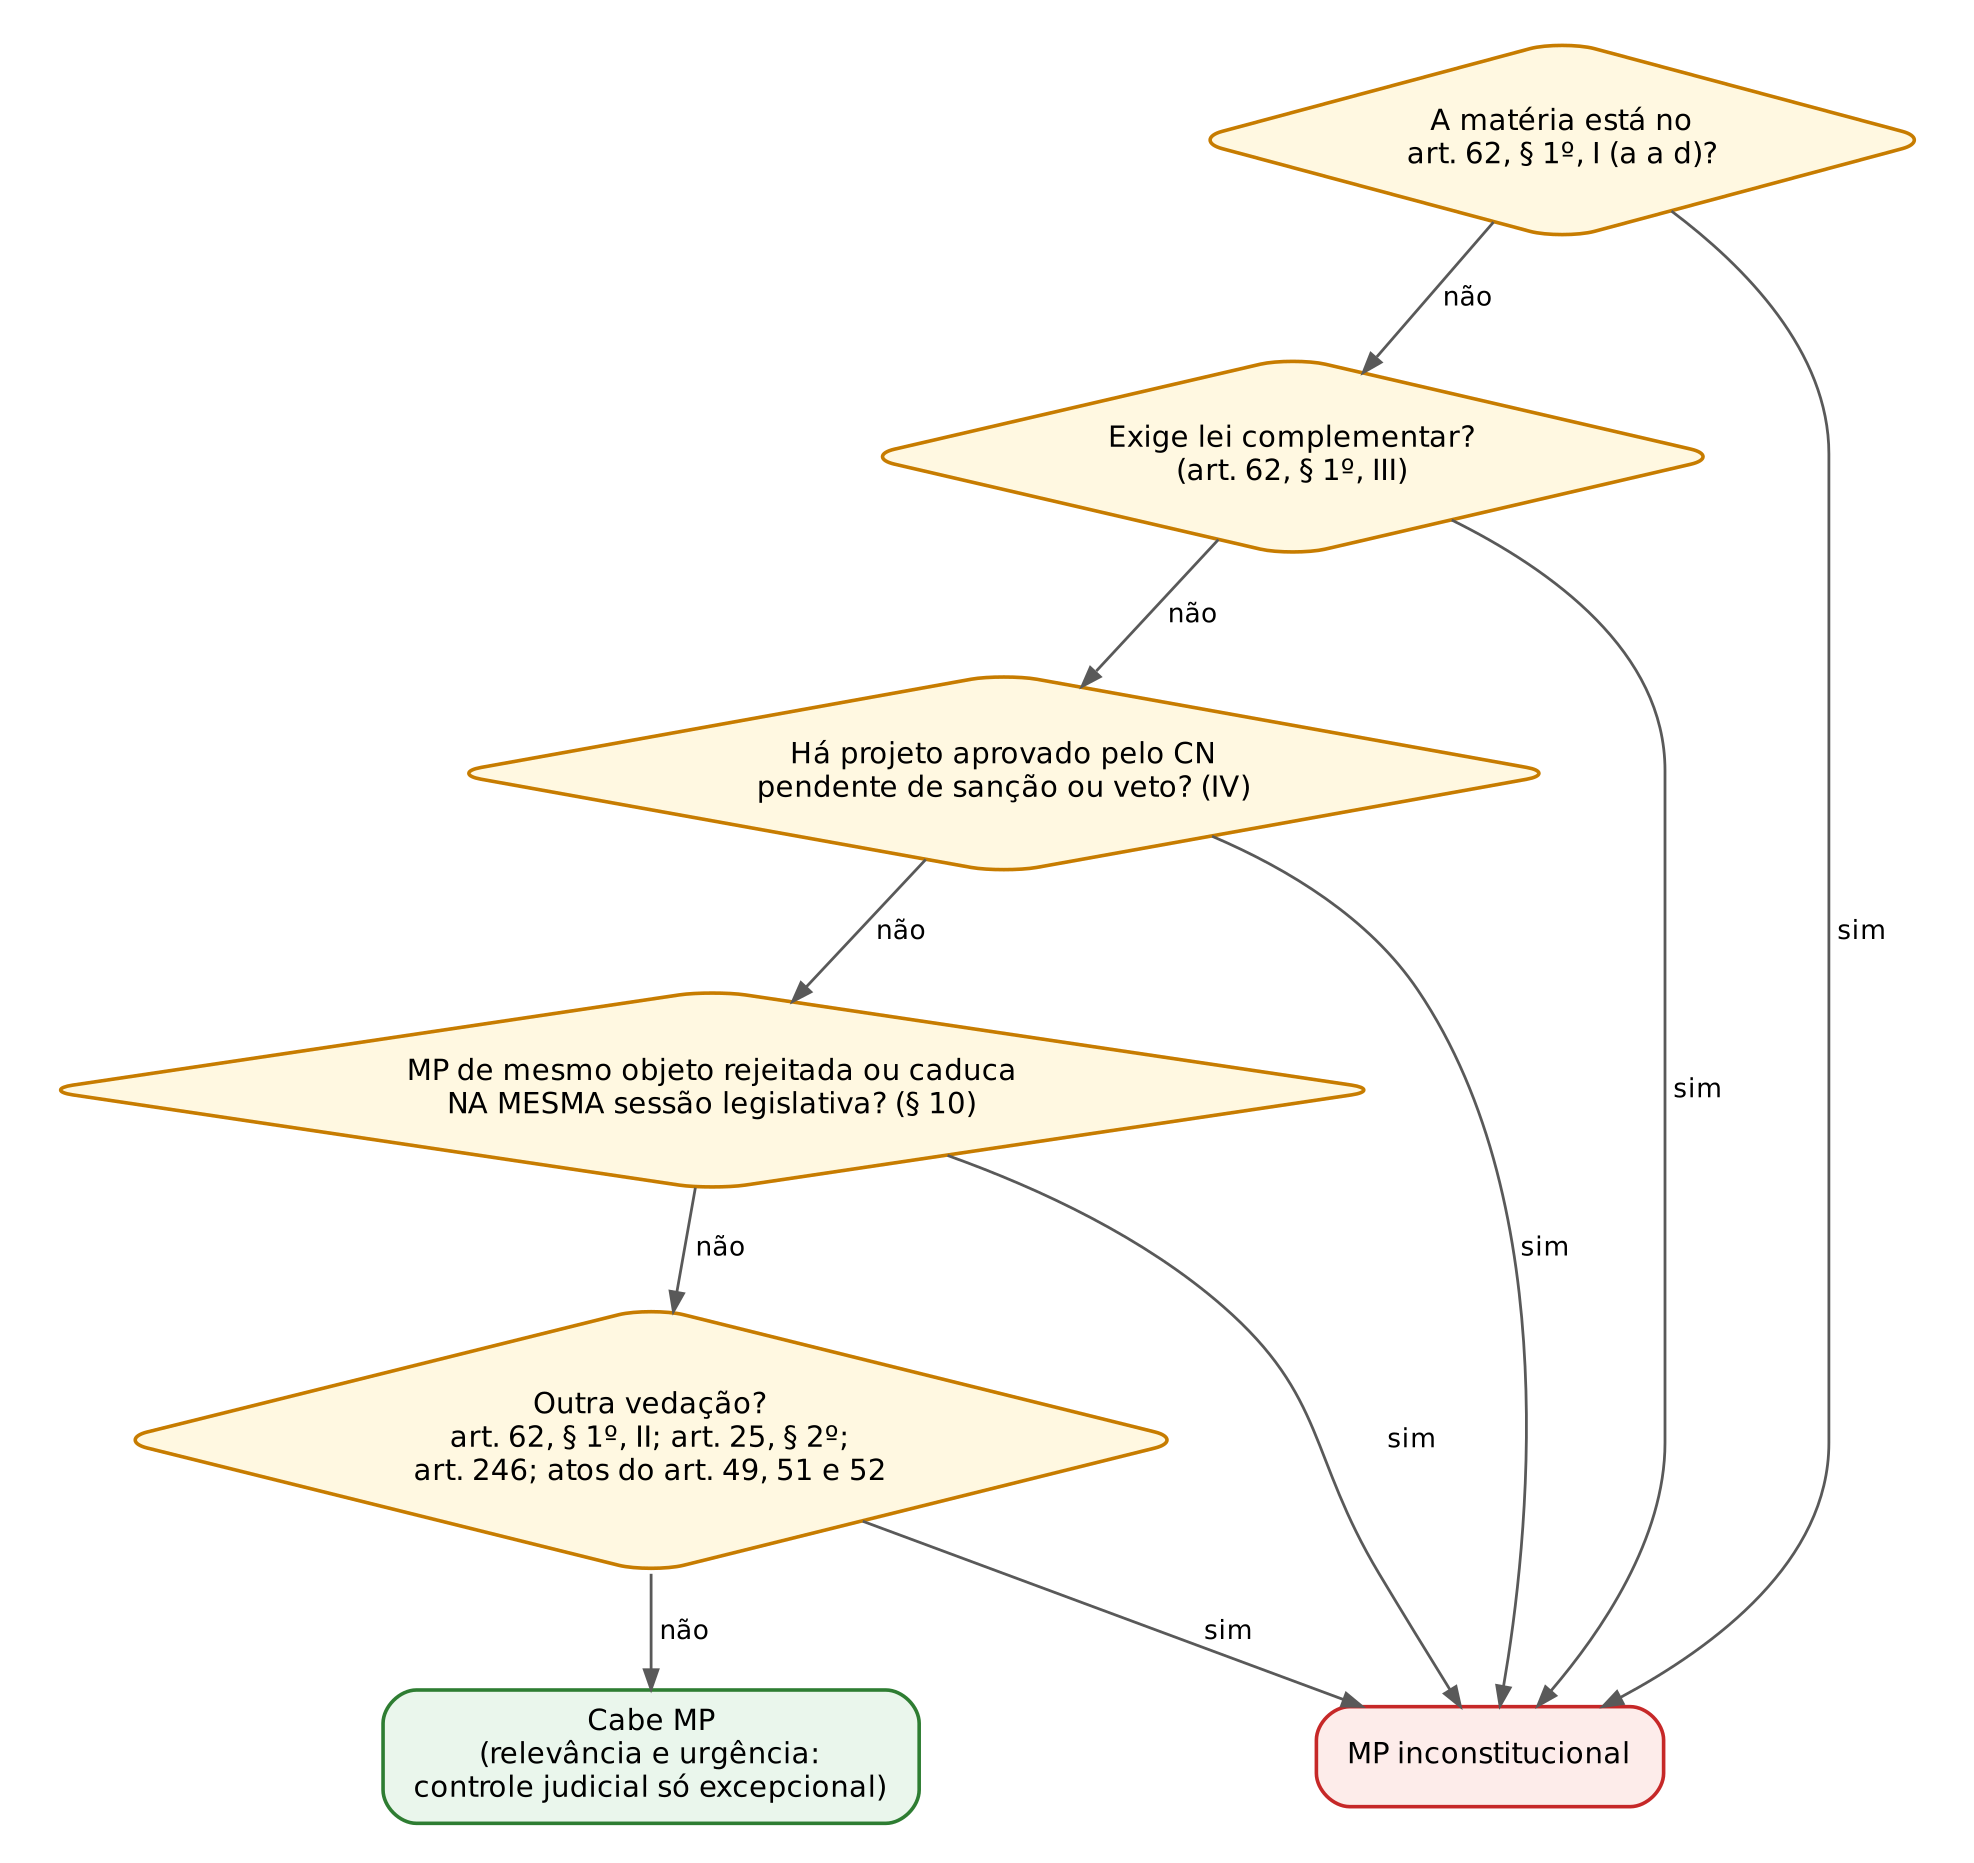 A matéria está no
art. 62, § 1º, I (a a d)?
não
Exige lei complementar?
(art. 62, § 1º, III)
não
Há projeto aprovado pelo CN
pendente de sanção ou veto? (IV)
não
sim
MP de mesmo objeto rejeitada ou caduca
NA MESMA sessão legislativa? (§ 10)
sim
não
sim
Outra vedação?
art. 62, § 1º, II; art. 25, § 2º;
art. 246; atos do art. 49, 51 e 52
sim
não
sim
Cabe MP
(relevância e urgência:
controle judicial só excepcional)
MP inconstitucional